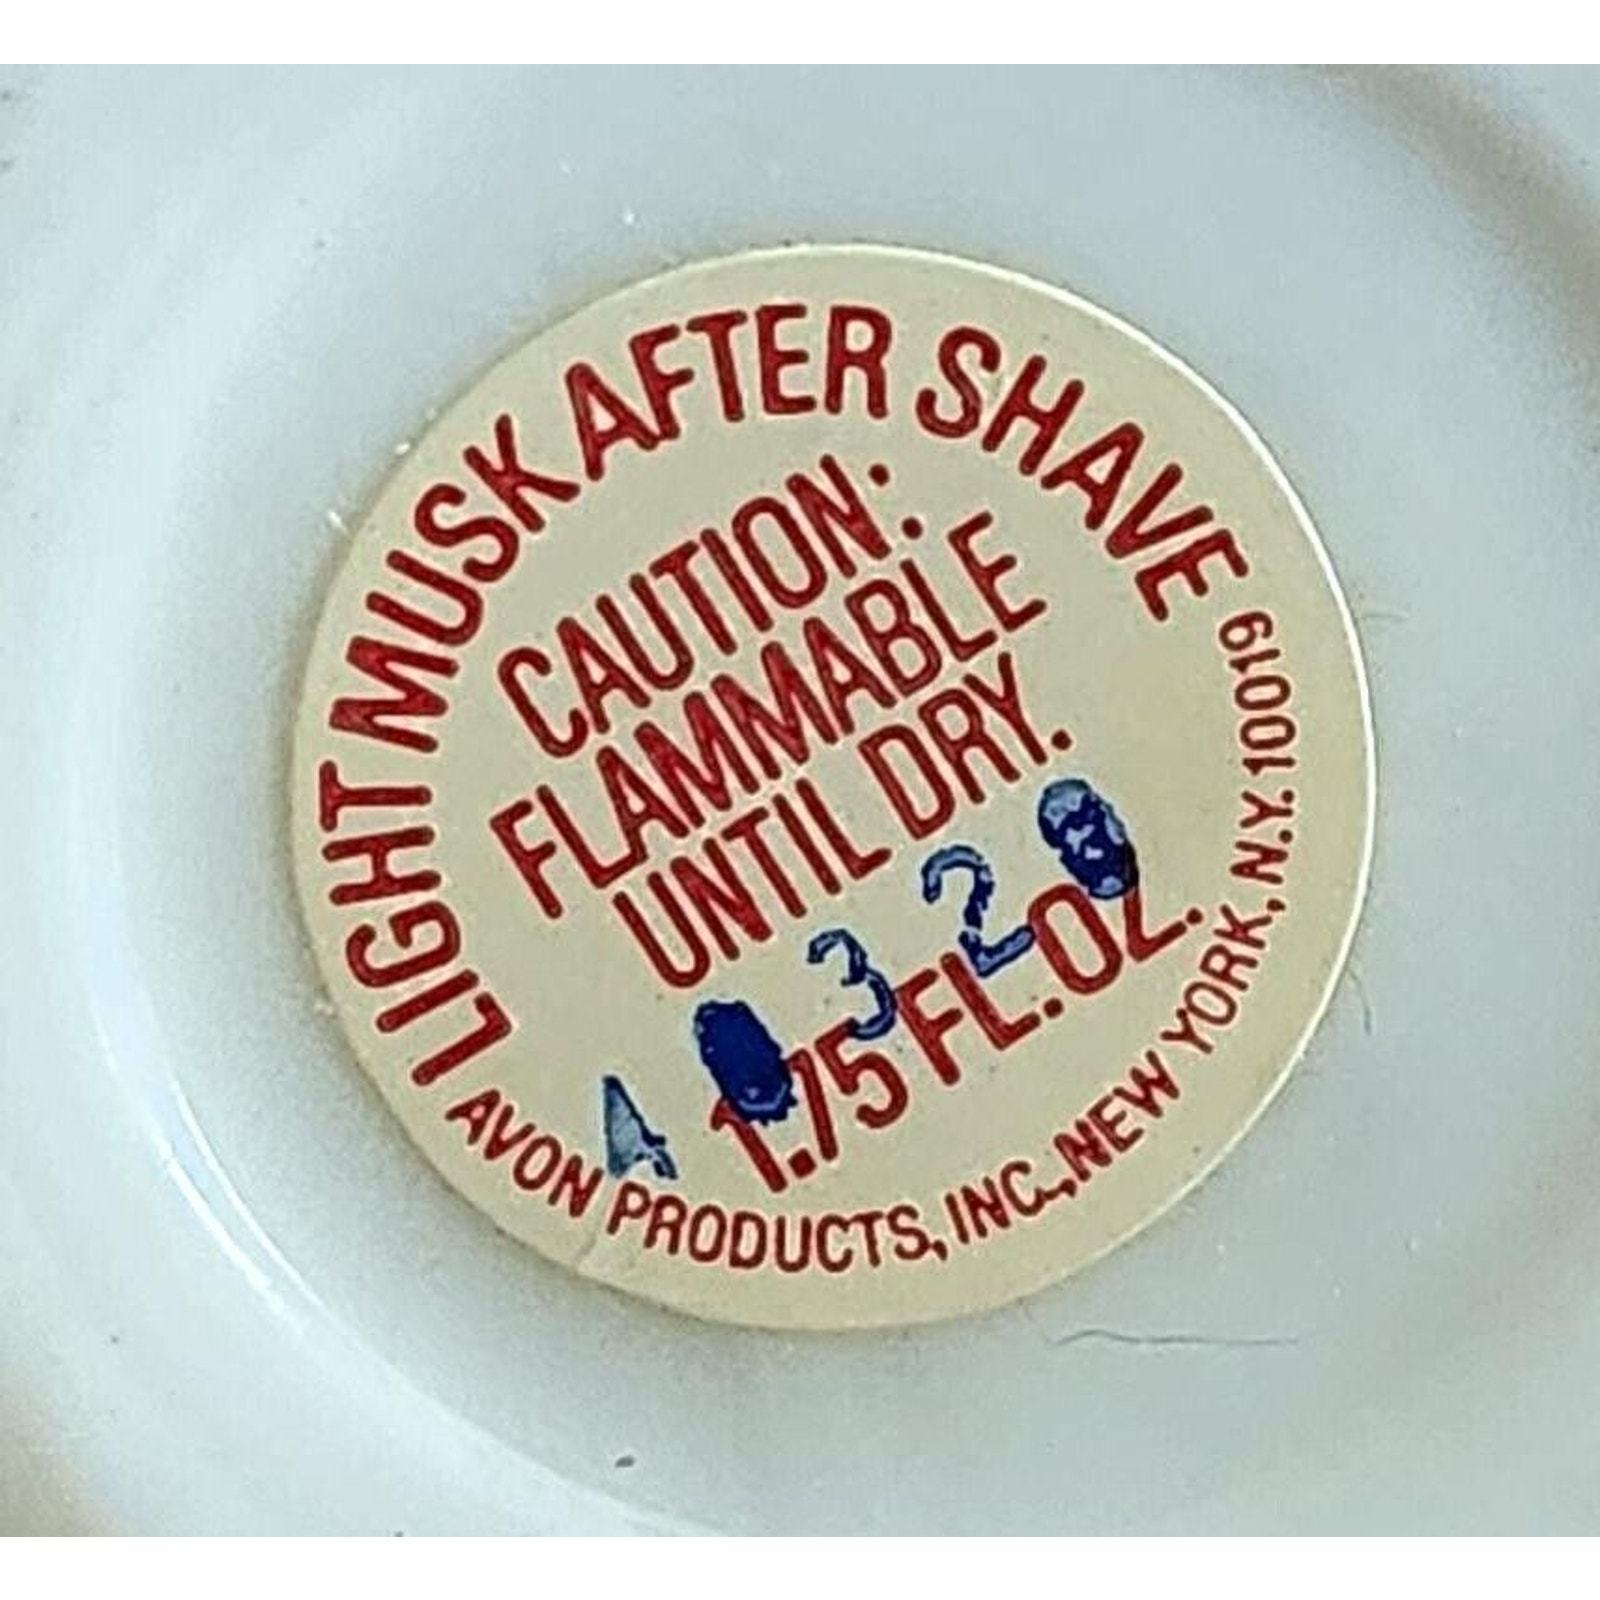 LIGHT MUSK AFTER SHAVE
CAUTION:
FLAMMABLE
UNTIL DRY.
1.75 FL.OZ.
AVON PRODUCTS, INC., NEW YORK, N.Y. 10019